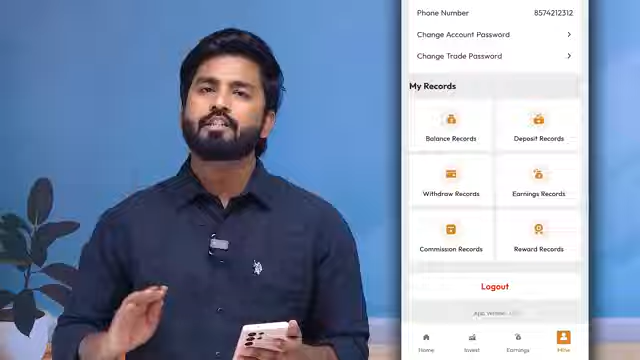 Phone Number 8574212312
Change Account Password
Change Trade Password
My Records
Balance Records Deposit Records
Withdraw Records Earnings Records
Commission Records Reward Records
Logout
Home Invest Earnings Mine